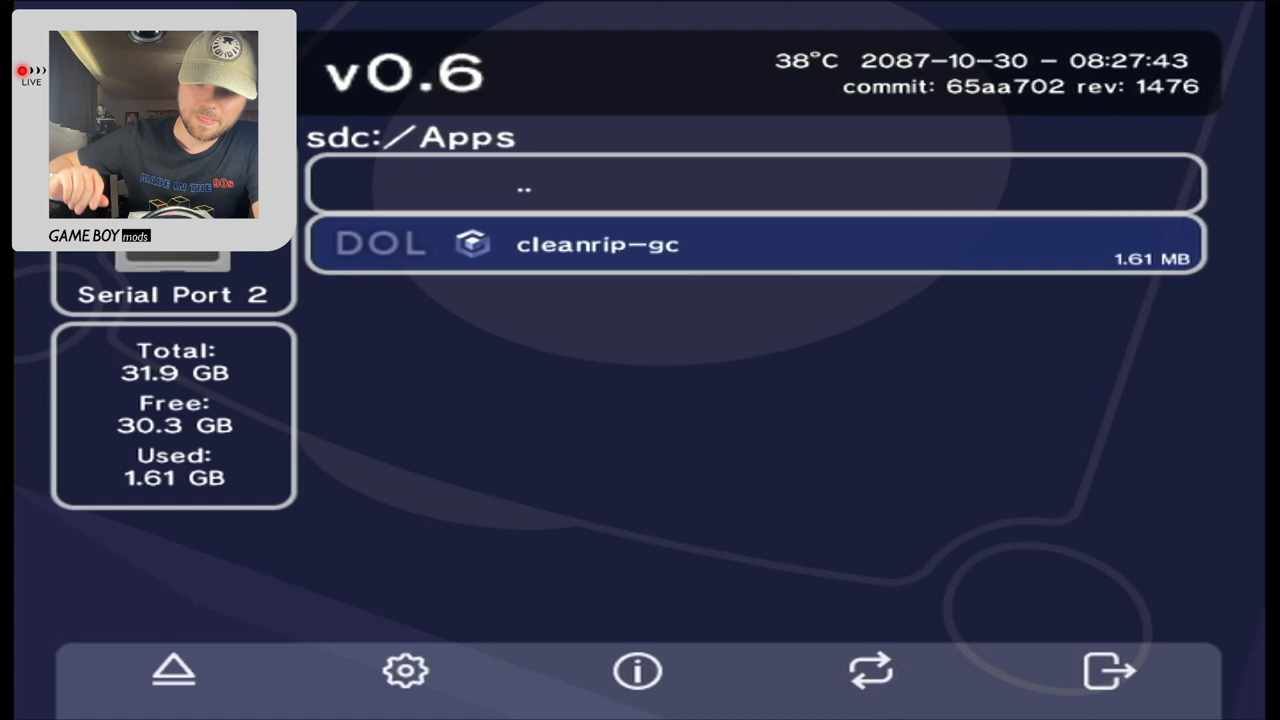 LIVE
GAME BOY mods
v0.6
38°C 2087-10-30 - 08:27:43
commit: 65aa702 rev: 1476
sdc:/Apps
..
DOL cleanrip-gc
1.61 MB
Serial Port 2
Total:
31.9 GB
Free:
30.3 GB
Used:
1.61 GB
MADE IN THE 90s